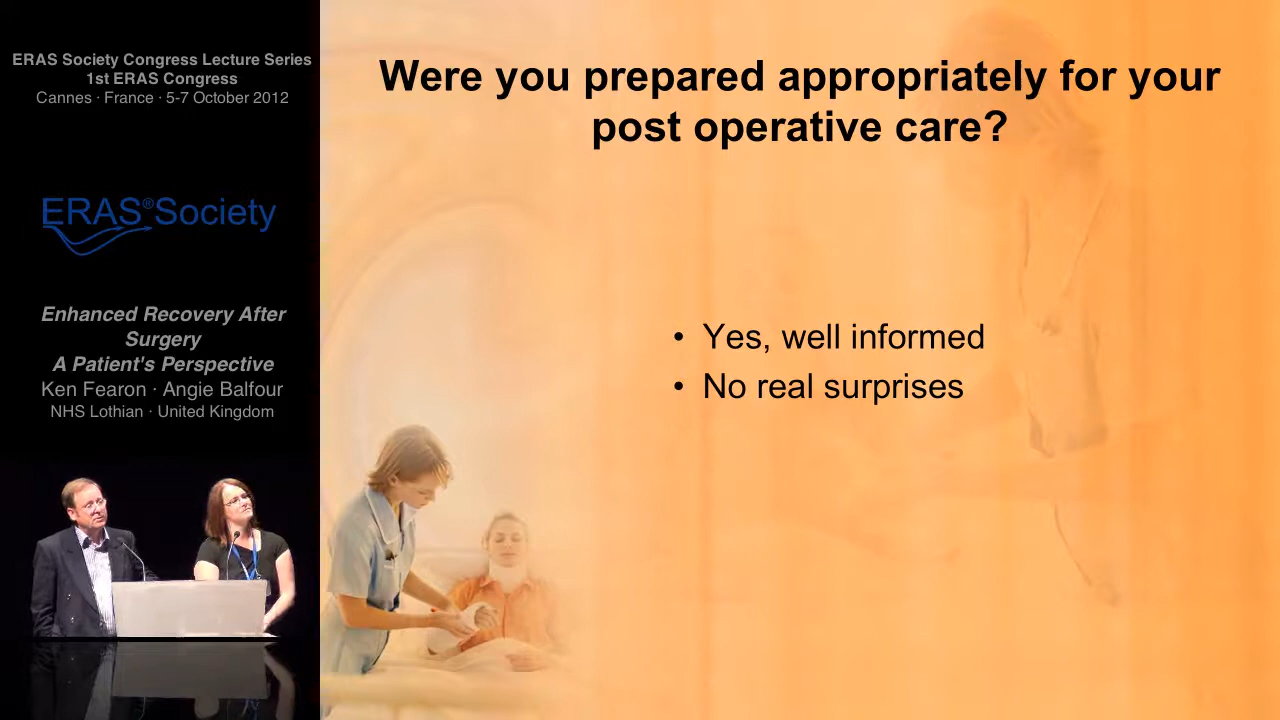 ERAS Society Congress Lecture Series
1st ERAS Congress
Cannes · France · 5-7 October 2012
ERAS®Society
Enhanced Recovery After
Surgery
A Patient's Perspective
Ken Fearon · Angie Balfour
NHS Lothian · United Kingdom
Were you prepared appropriately for your
post operative care?
• Yes, well informed
• No real surprises